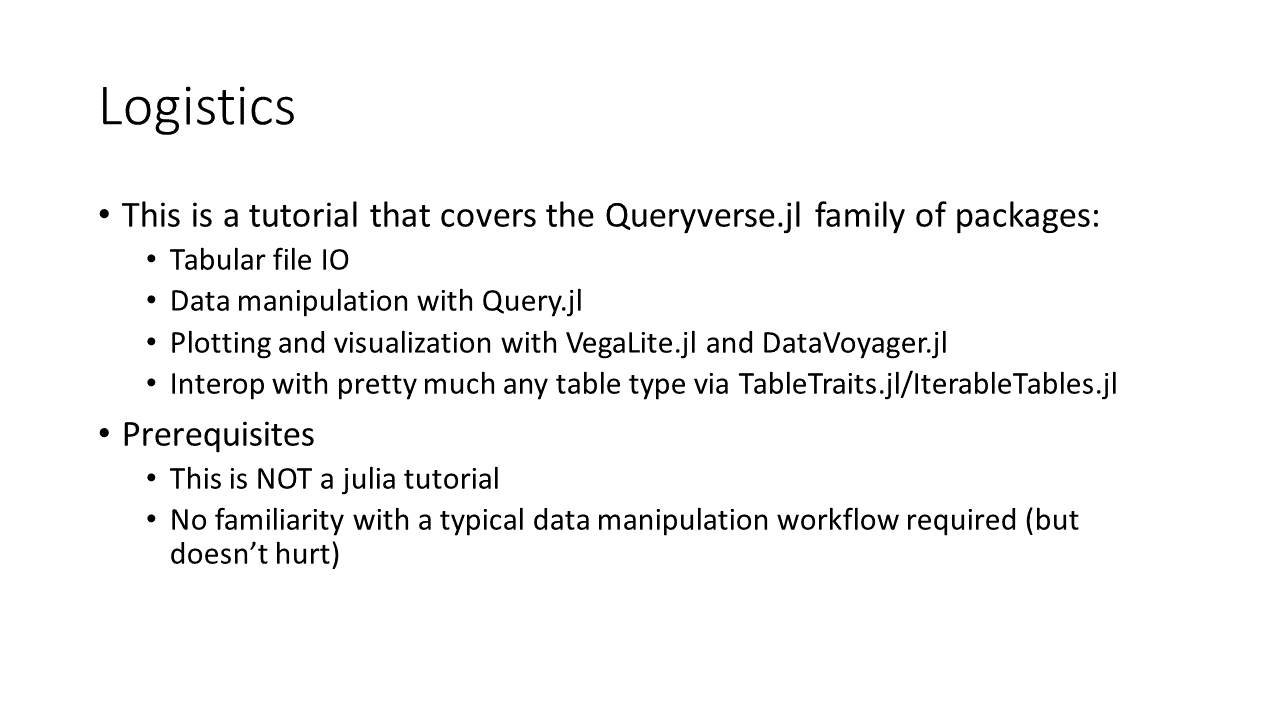 Logistics
• This is a tutorial that covers the Queryverse.jl family of packages:
• Tabular file IO
• Data manipulation with Query.jl
• Plotting and visualization with VegaLite.jl and DataVoyager.jl
• Interop with pretty much any table type via TableTraits.jl/IterableTables.jl
• Prerequisites
• This is NOT a julia tutorial
• No familiarity with a typical data manipulation workflow required (but
doesn’t hurt)